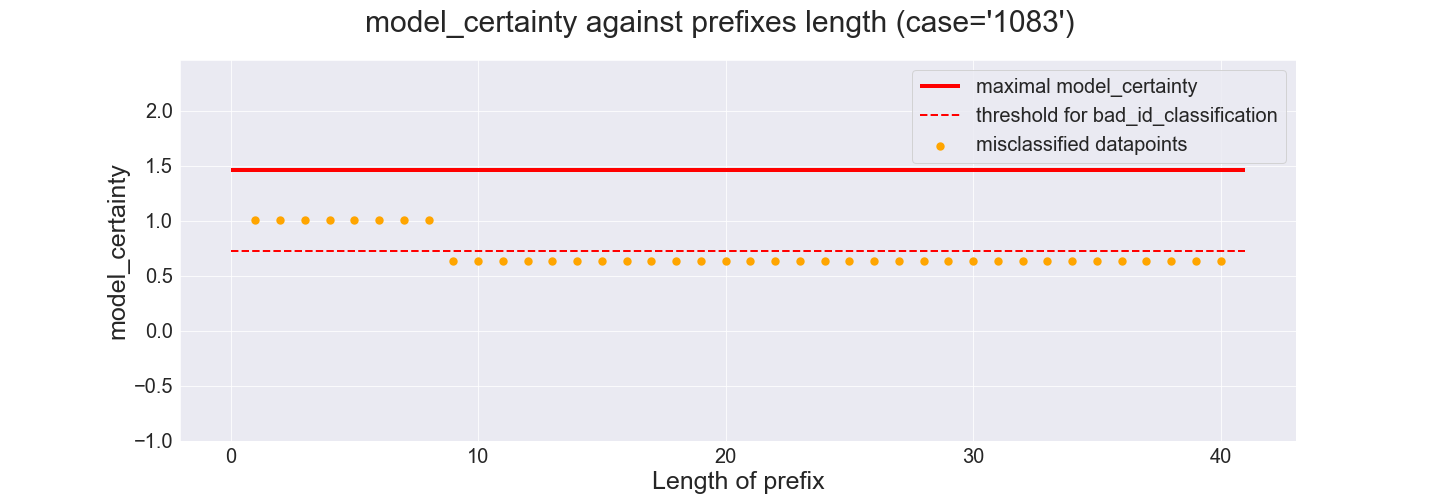 model_certainty against prefixes length (case='1083')
maximal model_certainty
threshold for bad_id_classification
misclassified datapoints
model_certainty
2.0
1.5
1.0
0.5
0.0
−0.5
−1.0
0 10 20 30 40
Length of prefix